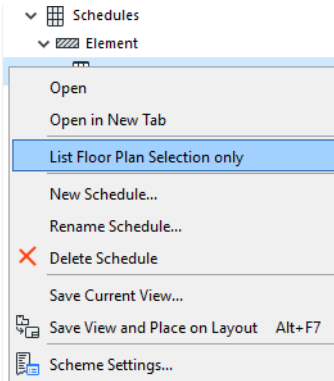 Schedules
Element
Open
Open in New Tab
List Floor Plan Selection only
New Schedule...
Rename Schedule...
Delete Schedule
Save Current View...
Save View and Place on Layout Alt+F7
Scheme Settings...